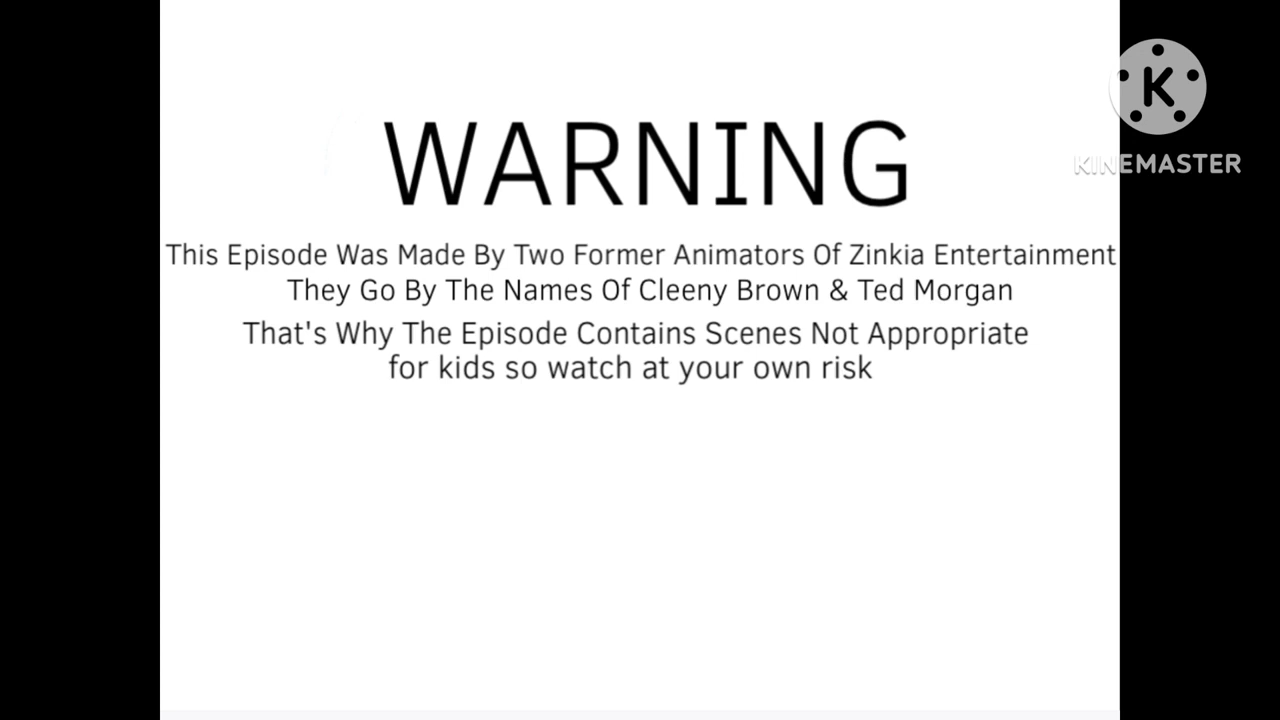 WARNING
This Episode Was Made By Two Former Animators Of Zinkia Entertainment
They Go By The Names Of Cleeny Brown & Ted Morgan
That's Why The Episode Contains Scenes Not Appropriate
for kids so watch at your own risk
K
KINEMASTER